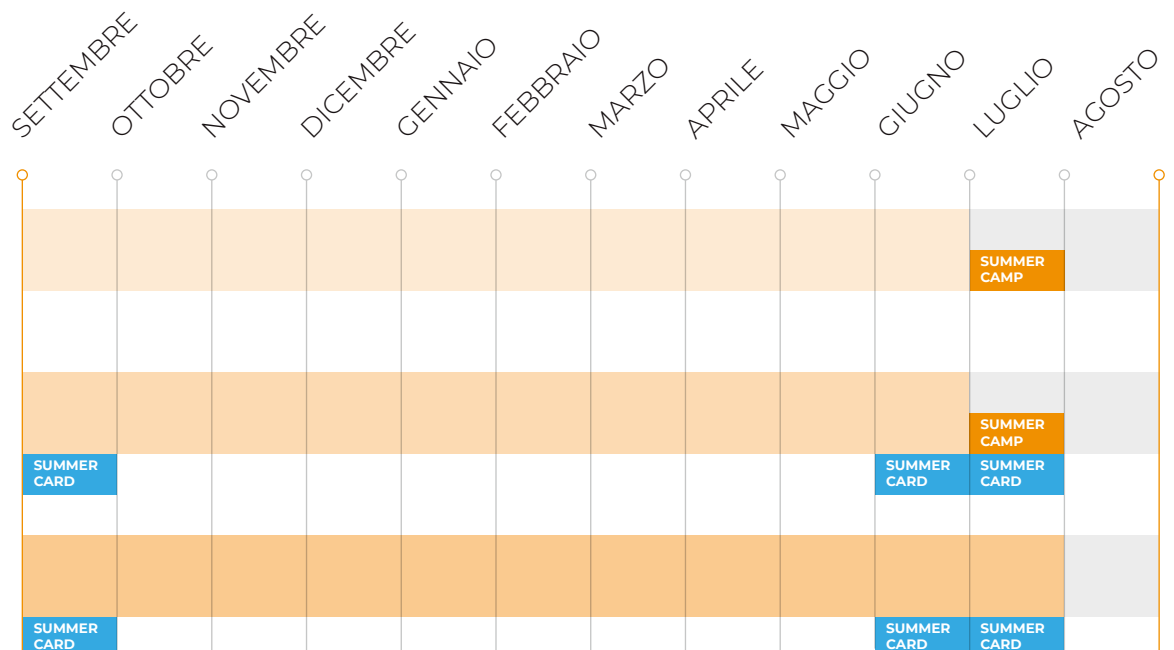 SETTEMBRE
OTTOBRE
NOVEMBRE
DICEMBRE
GENNAIO
FEBBRAIO
MARZO
APRILE
MAGGIO
GIUGNO
LUGLIO
AGOSTO
SUMMER
CAMP
SUMMER
CAMP
SUMMER
CARD
SUMMER
CARD
SUMMER
CARD
SUMMER
CARD
SUMMER
CARD
SUMMER
CARD